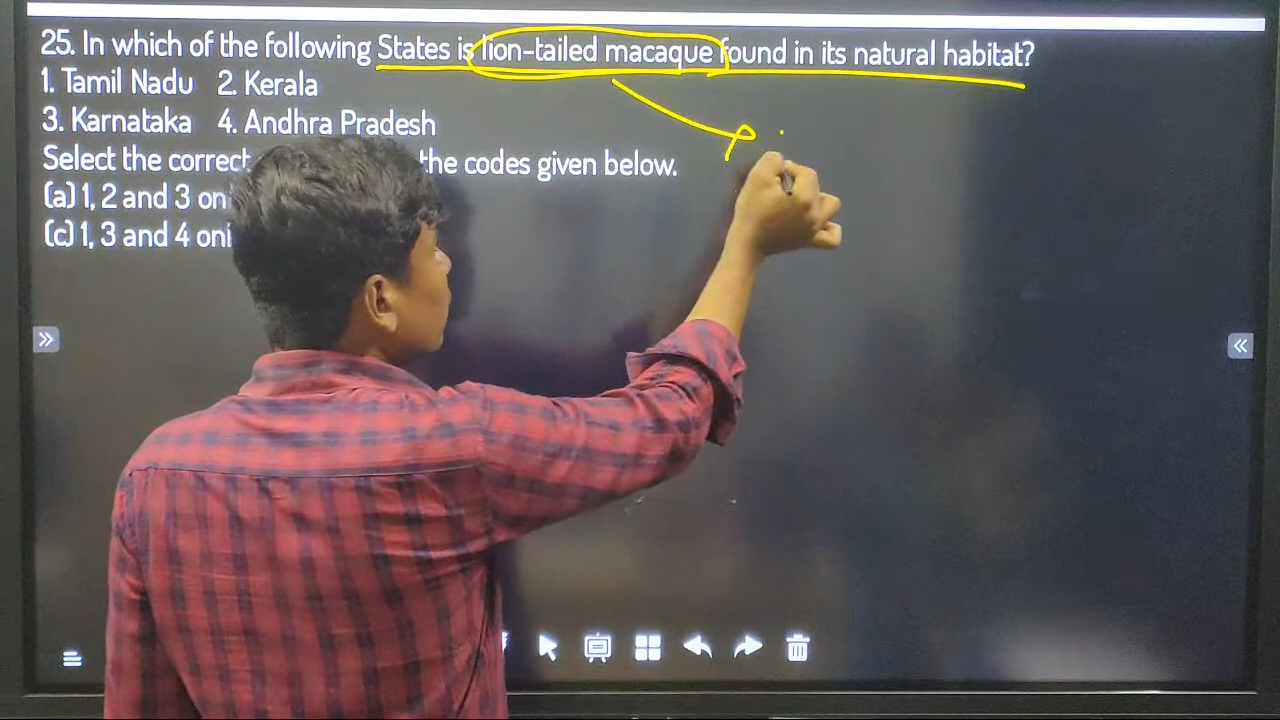 25. In which of the following States is lion-tailed macaque found in its natural habitat?
1. Tamil Nadu 2. Kerala
3. Karnataka 4. Andhra Pradesh
Select the correct the codes given below.
(a) 1, 2 and 3
(c) 1, 3 and 4